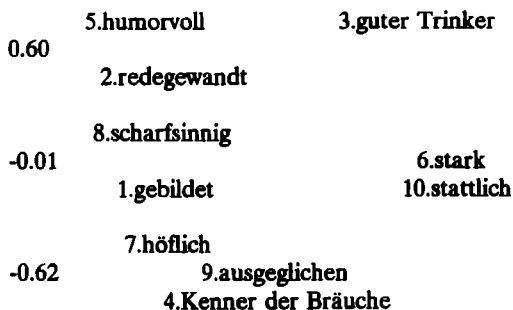 5.humorvoll 3.guter Trinker
0.60
2.redegewandt
8.scharfsinnig
-0.01 6.stark
1.gebildet 10.stattlich
7.höflich
-0.62 9.ausgeglichen
4.Kenner der Bräuche